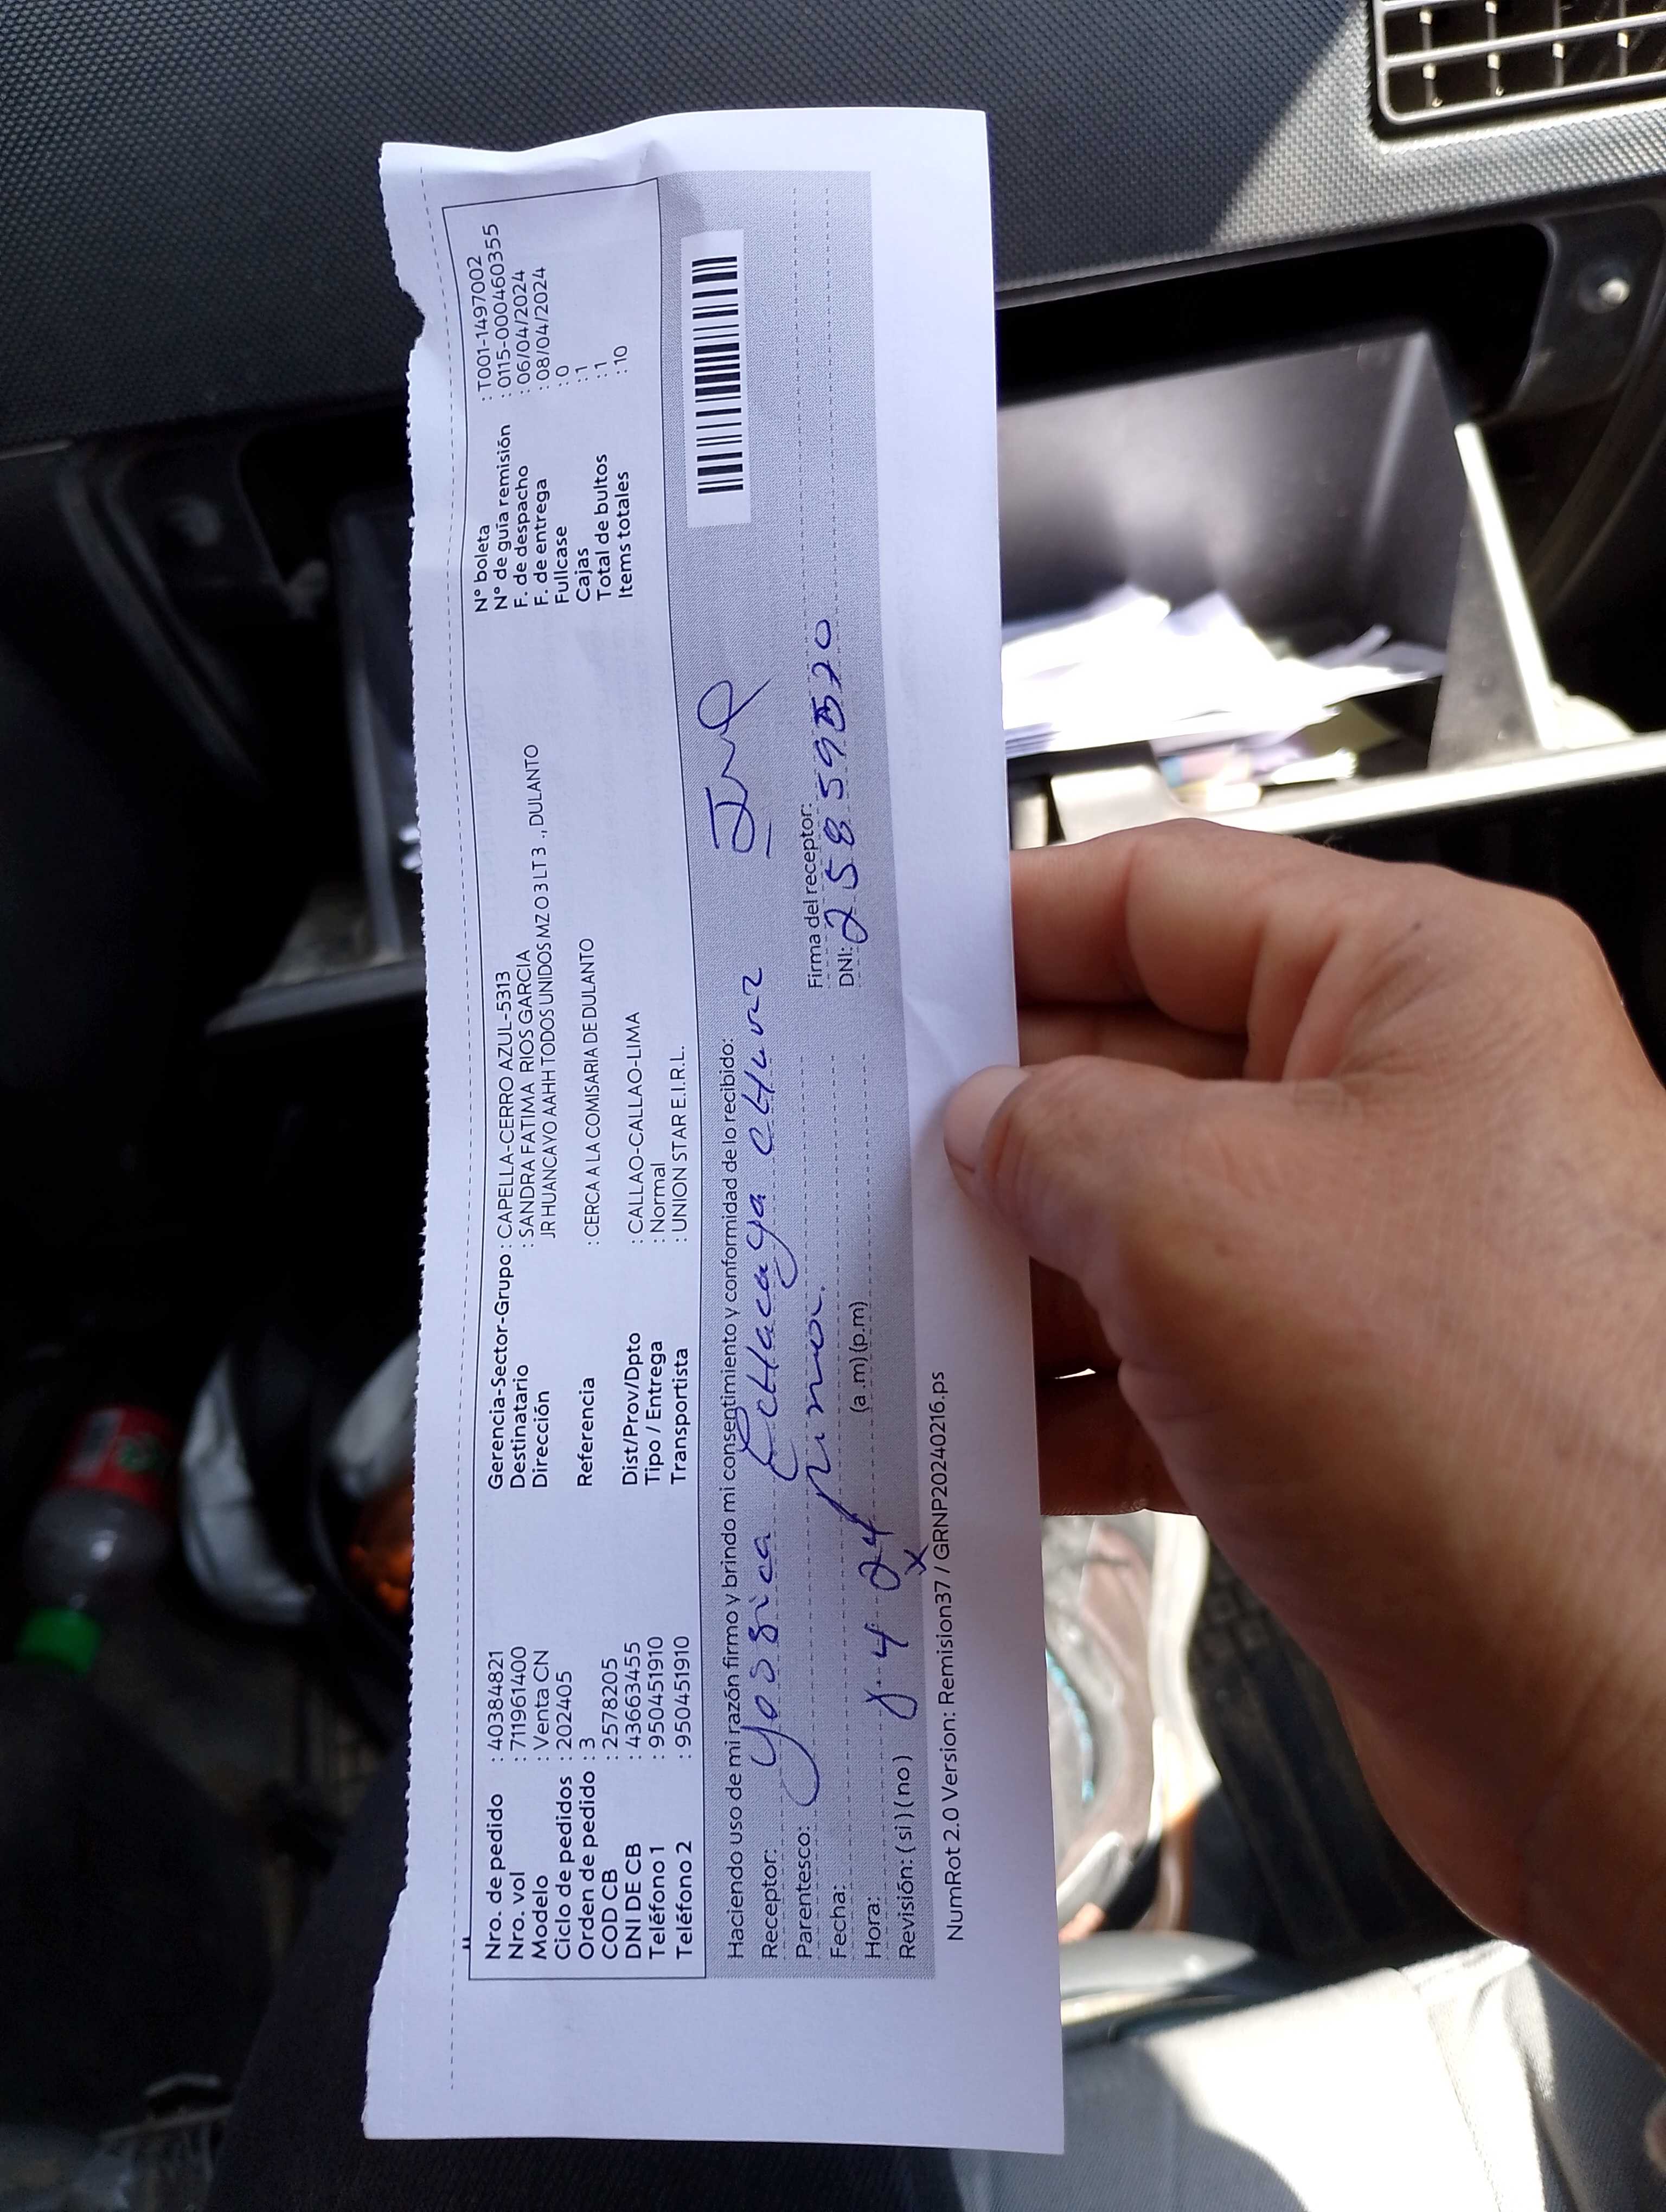 Nro. de pedido : 40384821
Nro. vol : 711961400
Modelo : Venta CN
Ciclo de pedidos : 202405
Orden de pedido : 3
COD CB : 2578205
DNI DE CB : 43663455
Teléfono 1 : 950451910
Teléfono 2 : 950451910
Gerencia-Sector-Grupo : CAPELLA-CERRO AZUL-5313
Destinatario : SANDRA FATIMA RIOS GARCIA
Dirección JR HUANCAYO AAHH TODOS UNIDOS MZ O 3 LT 3 ., DULANTO
Referencia : CERCA A LA COMISARIA DE DULANTO
Dist/Prov/Dpto : CALLAO-CALLAO-LIMA
Tipo / Entrega : Normal
Transportista : UNION STAR E.I.R.L.
N° boleta : T001-1497002
N° de guía remisión : 0115-0000460355
F. de despacho : 06/04/2024
F. de entrega : 08/04/2024
Fullcase : 0
Cajas : 1
Total de bultos : 1
Items totales : 10
Haciendo uso de mi razón firmo y brindo mi consentimiento y conformidad de lo recibido:
Receptor: Yossica
Parentesco:
Fecha:
Hora: 8-4 24 (a.m) (p.m)
Revisión: ( si ) ( no ) x
Firma del receptor:
DNI:
NumRot 2.0 Version: Remision37 / GRNP20240216.ps